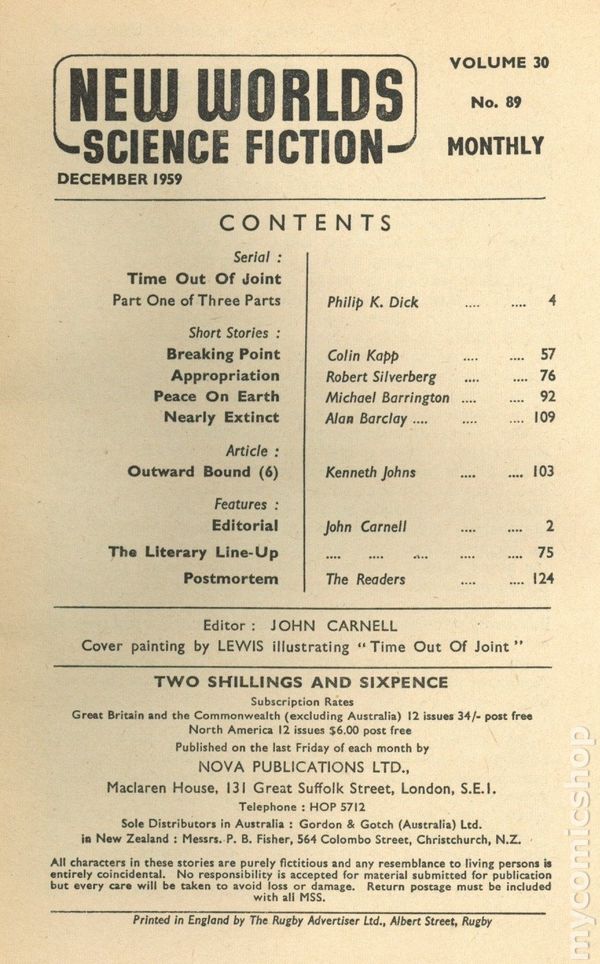 NEW WORLDS
SCIENCE FICTION
VOLUME 30
No. 89
MONTHLY
DECEMBER 1959
CONTENTS
Serial :
Time Out Of Joint
Part One of Three Parts Philip K. Dick .... .... 4
Short Stories :
Breaking Point Colin Kapp .... .... 57
Appropriation Robert Silverberg .... .... 76
Peace On Earth Michael Barrington .... .... 92
Nearly Extinct Alan Barclay .... .... .... 109
Article :
Outward Bound (6) Kenneth Johns .... .... 103
Features :
Editorial John Carnell .... .... 2
The Literary Line-Up .... .... .... .... .... 75
Postmortem The Readers .... .... 124
Editor : JOHN CARNELL
Cover painting by LEWIS illustrating "Time Out Of Joint"
TWO SHILLINGS AND SIXPENCE
Subscription Rates
Great Britain and the Commonwealth (excluding Australia) 12 issues 34/- post free
North America 12 issues $6.00 post free
Published on the last Friday of each month by
NOVA PUBLICATIONS LTD.,
Maclaren House, 131 Great Suffolk Street, London, S.E.1.
Telephone : HOP 5712
Sole Distributors in Australia : Gordon & Gotch (Australia) Ltd.
in New Zealand : Messrs. P. B. Fisher, 564 Colombo Street, Christchurch, N.Z.
All characters in these stories are purely fictitious and any resemblance to living persons is
entirely coincidental. No responsibility is accepted for material submitted for publication
but every care will be taken to avoid loss or damage. Return postage must be included
with all MSS.
Printed in England by The Rugby Advertiser Ltd., Albert Street, Rugby
mycomicshop